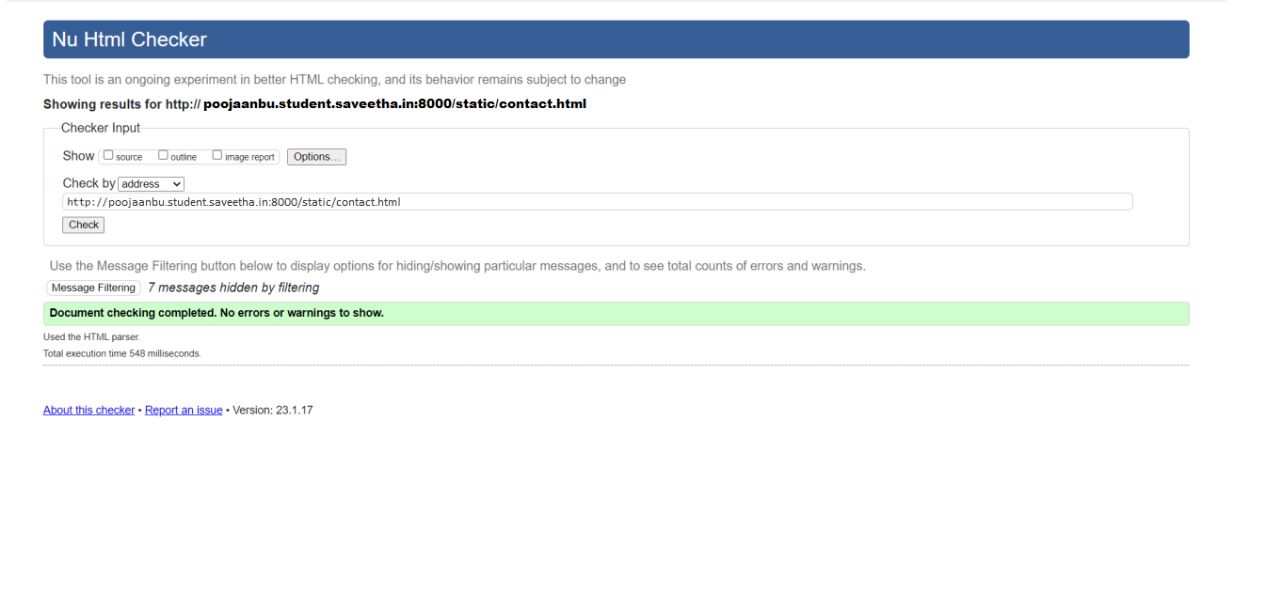 Nu Html Checker
This tool is an ongoing experiment in better HTML checking, and its behavior remains subject to change
Showing results for http:// poojaanbu.student.saveetha.in:8000/static/contact.html
Checker Input
Show source outline image report Options...
Check by address
http://poojaanbu.student.saveetha.in:8000/static/contact.html
Check
Use the Message Filtering button below to display options for hiding/showing particular messages, and to see total counts of errors and warnings.
Message Filtering 7 messages hidden by filtering
Document checking completed. No errors or warnings to show.
Used the HTML parser.
Total execution time 548 milliseconds.
About this checker • Report an issue • Version: 23.1.17